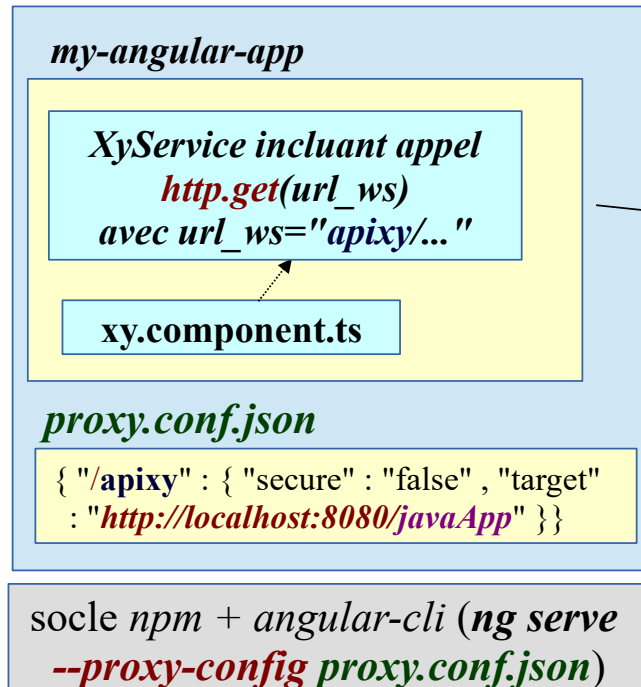 my-angular-app
XyService incluant appel
http.get(url_ws)
avec url_ws="apixy/..."
xy.component.ts
proxy.conf.json
{ "/apixy" : { "secure" : "false" , "target"
: "http://localhost:8080/javaApp" }}
socle npm + angular-cli (ng serve
--proxy-config proxy.conf.json)